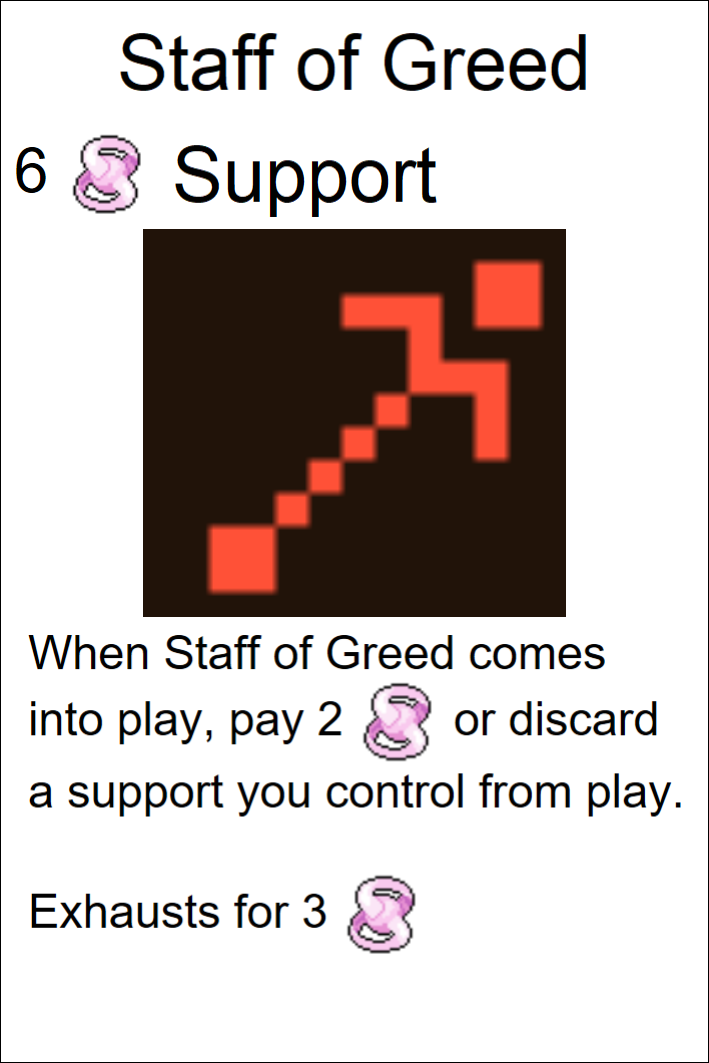 Staff of Greed
6 Support
When Staff of Greed comes
into play, pay 2 or discard
a support you control from play.
Exhausts for 3